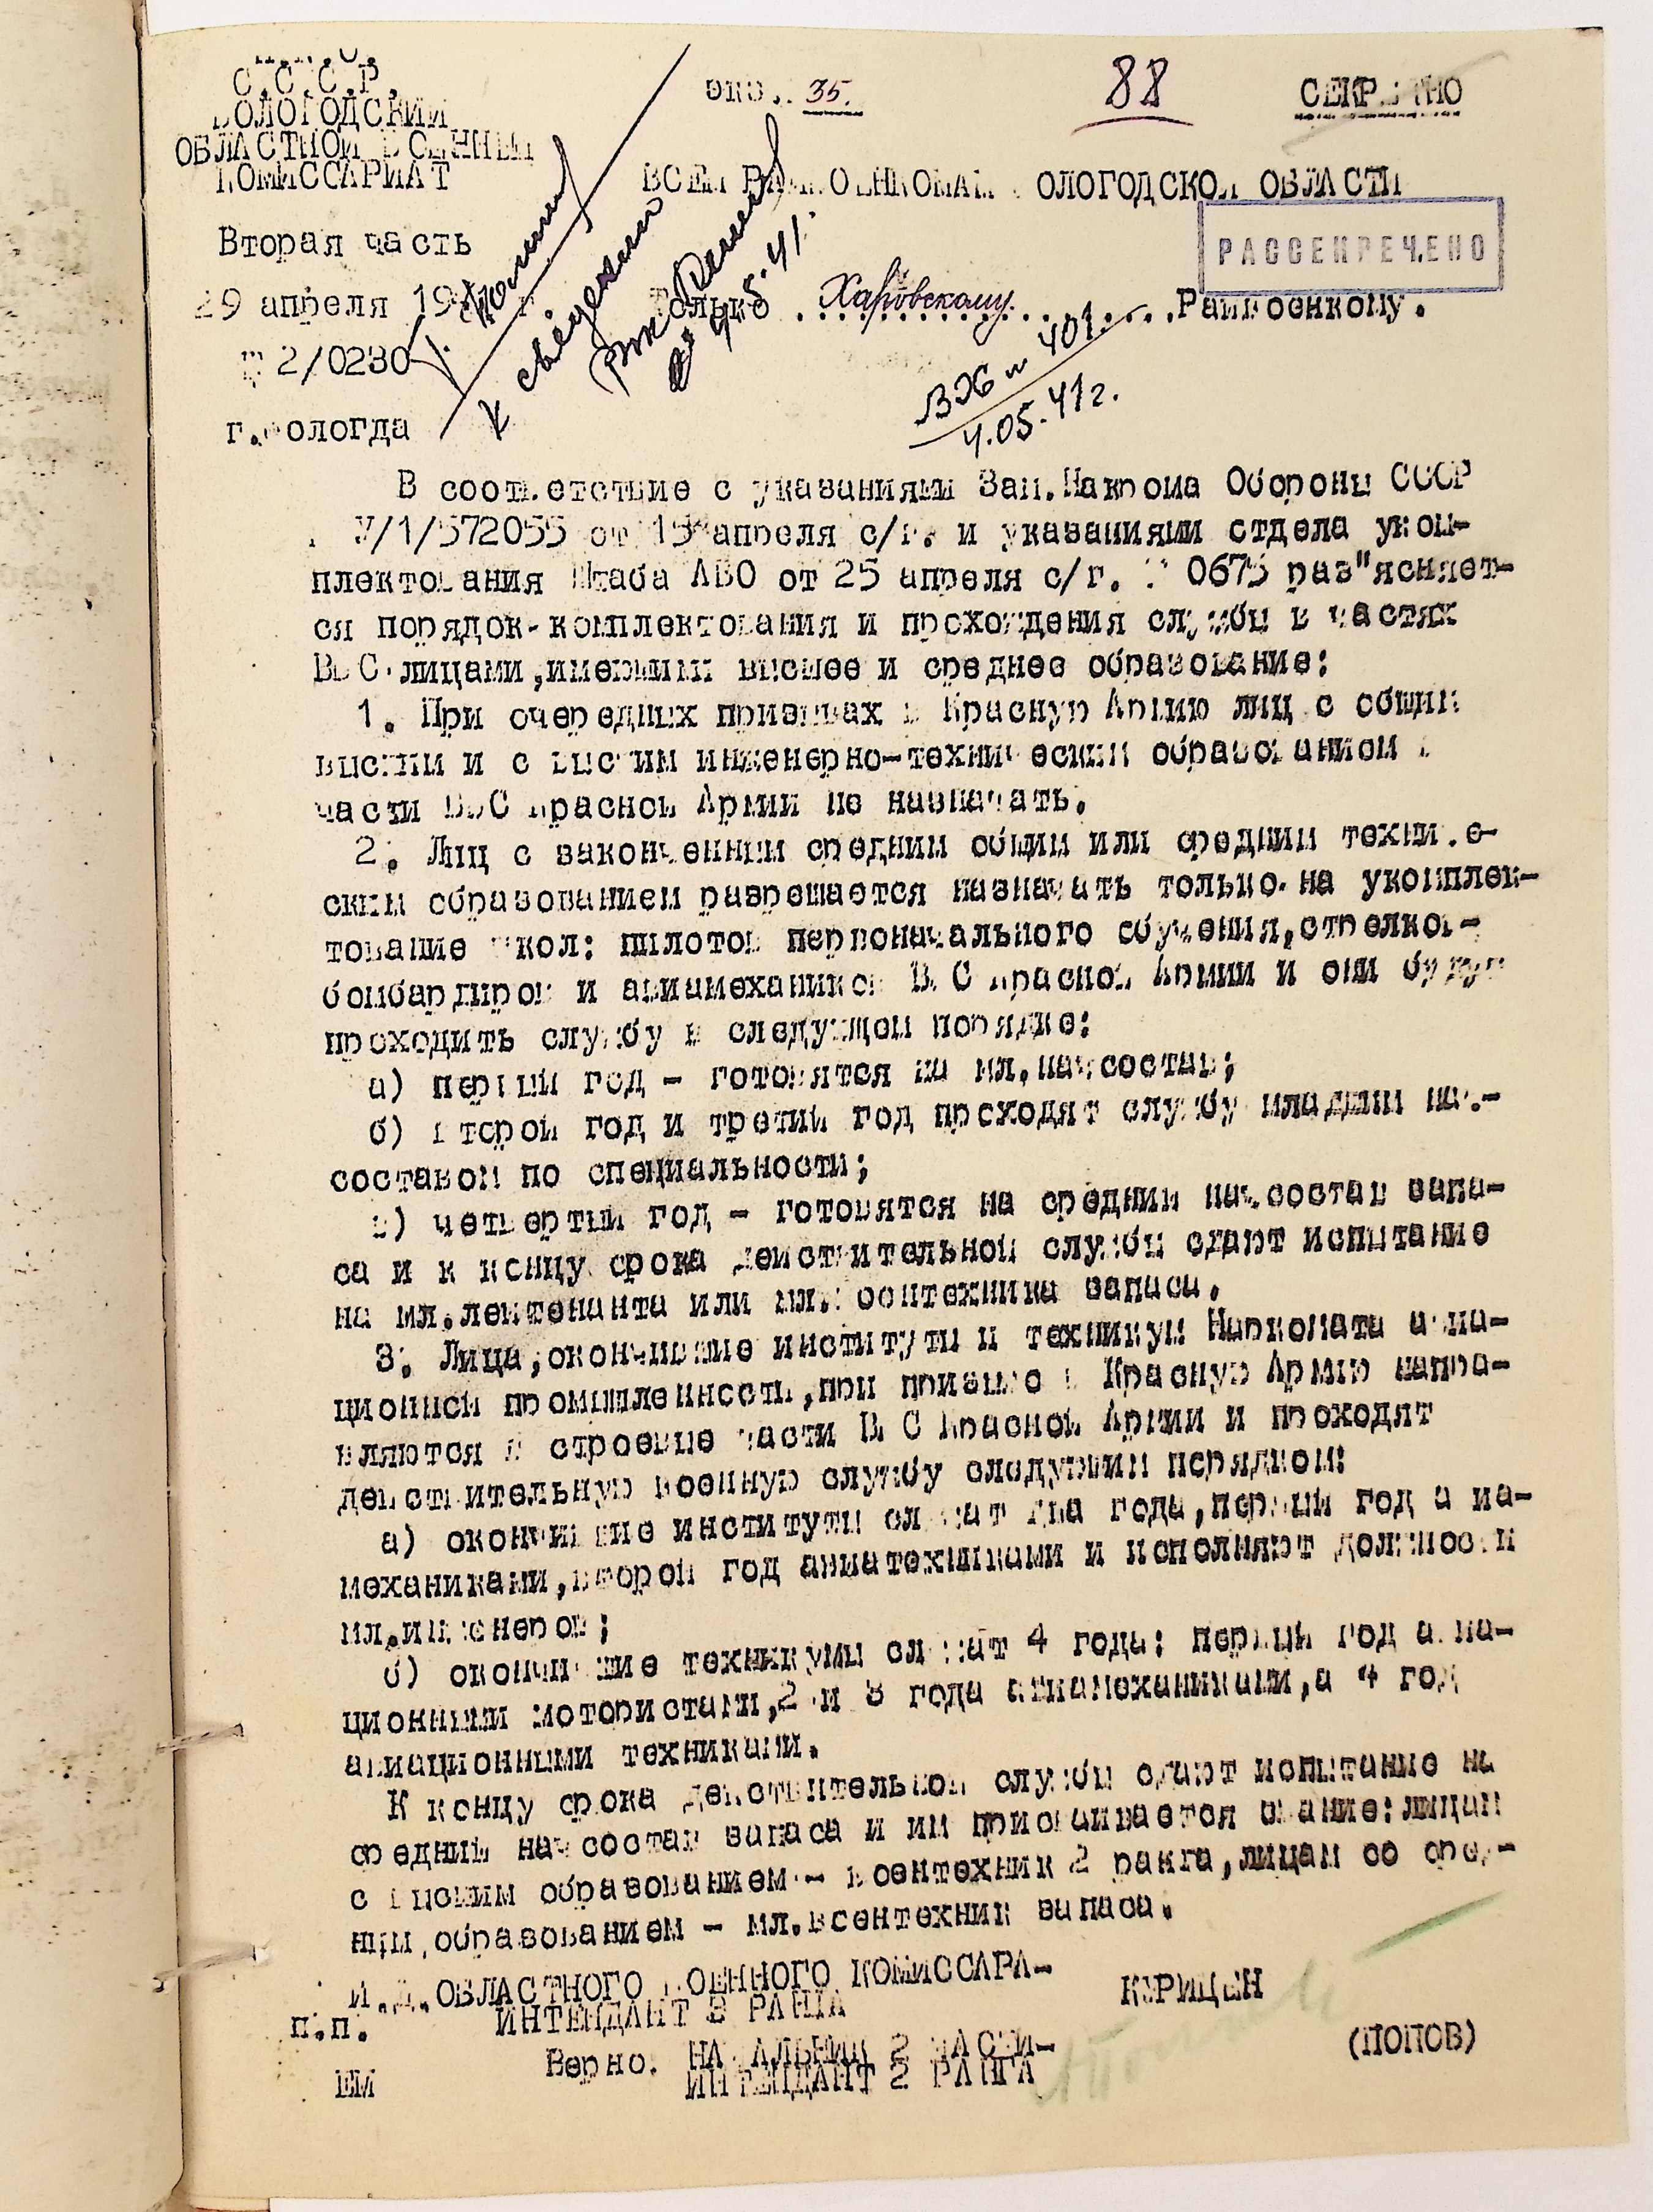 С.С.С.Р.
ВОЛОГОДСКИЙ
ОБЛАСТНОЙ ВОЕННЫЙ
КОМИССАРИАТ
Вторая часть
29 апреля 19
2/0230
г.Вологда
экз. 35.
88
СЕКРЕТНО
ВСЕМ РАЙВОЕНКОМАМ ВОЛОГОДСКОЙ ОБЛАСТИ
РАССЕКРЕЧЕНО
Только Харовскому Райвоенкому.
к сведению
4/5.41.
ВХ № 401
4.05.41г.
В соответствие с указаниями Зам.Наркома Обороны СССР
У/1/572055 от 15 апреля с/г. и указаниями отдела уком-
плектования Штаба АВО от 25 апреля с/г. № 0675 раз"ясняет-
ся порядок комплектования и прохождения службы в частях
ВВС лицами,имеющими высшее и среднее образование:
1. При очередных призывах в Красную Армию лиц с общим
высшим и с высшим инженерно-техническим образованием в
части ВВС Красной Армии не назначать.
2. Лиц с законченным средним общим или средним техниче-
ским образованием разрешается назначать только на укомплек-
тование школ: пилотов первоначального обучения,стрелков-
бомбардиров и авиамехаников ВВС Красной Армии и они будут
проходить службу в следующем порядке:
а) первый год - готовятся на мл.начсостав;
б) второй год и третий год проходят службу младшим нач.-
составом по специальности;
в) четвертый год - готовятся на средний начсостав запа-
са и к концу срока действительной службы сдают испытание
на мл.лейтенанта или мл.воентехника запаса.
3. Лица,окончившие институты и техникумы Наркомата авиа-
ционной промышленности,при призыве в Красную Армию напра-
вляются в строевые части ВВС Красной Армии и проходят
действительную военную службу следующим порядком:
а) окончившие институты служат два года,первый год авиа-
механиками,второй год авиатехниками и исполняют должности
мл.инженеров;
б) окончившие техникумы служат 4 года: первый год авиа-
ционными мотористами,2 и 3 года авиамеханиками,а 4 год
авиационными техниками.
К концу срока действительной службы сдают испытание на
средний начсостав запаса и им присваивается звание:лицам
с высшим образованием - воентехник 2 ранга,лицам со сред-
ним образованием - мл.воентехник запаса.
И.Д.ОБЛАСТНОГО ВОЕННОГО КОМИССАРА-
п.п. ИНТЕНДАНТ 3 РАНГА КУРИЦЫН
Верно. НАЧАЛЬНИК 2 ЧАСТИ-
ИНТЕНДАНТ 2 РАНГА (ПОПОВ)
ЕМ